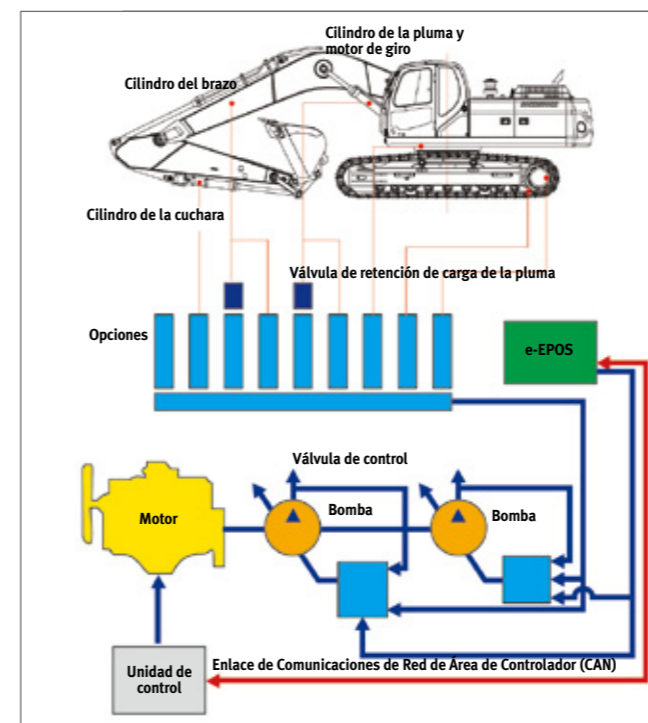 Cilindro de la pluma y
motor de giro
Cilindro del brazo
Cilindro de la cuchara
Válvula de retención de carga de la pluma
Opciones
e-EPOS
Válvula de control
Motor
Bomba
Bomba
Enlace de Comunicaciones de Red de Área de Controlador (CAN)
Unidad de
control